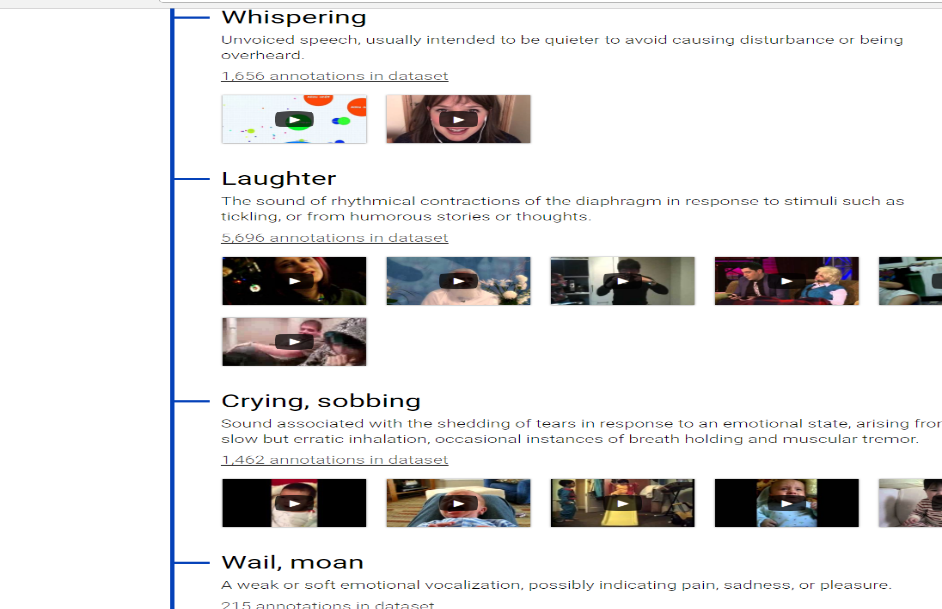 Whispering
Unvoiced speech, usually intended to be quieter to avoid causing disturbance or being
overheard.
1,656 annotations in dataset
Laughter
The sound of rhythmical contractions of the diaphragm in response to stimuli such as
tickling, or from humorous stories or thoughts.
5,696 annotations in dataset
Crying, sobbing
Sound associated with the shedding of tears in response to an emotional state, arising
slow but erratic inhalation, occasional instances of breath holding and muscular tremor.
1,462 annotations in dataset
Wail, moan
A weak or soft emotional vocalization, possibly indicating pain, sadness, or pleasure.
215 annotations in dataset